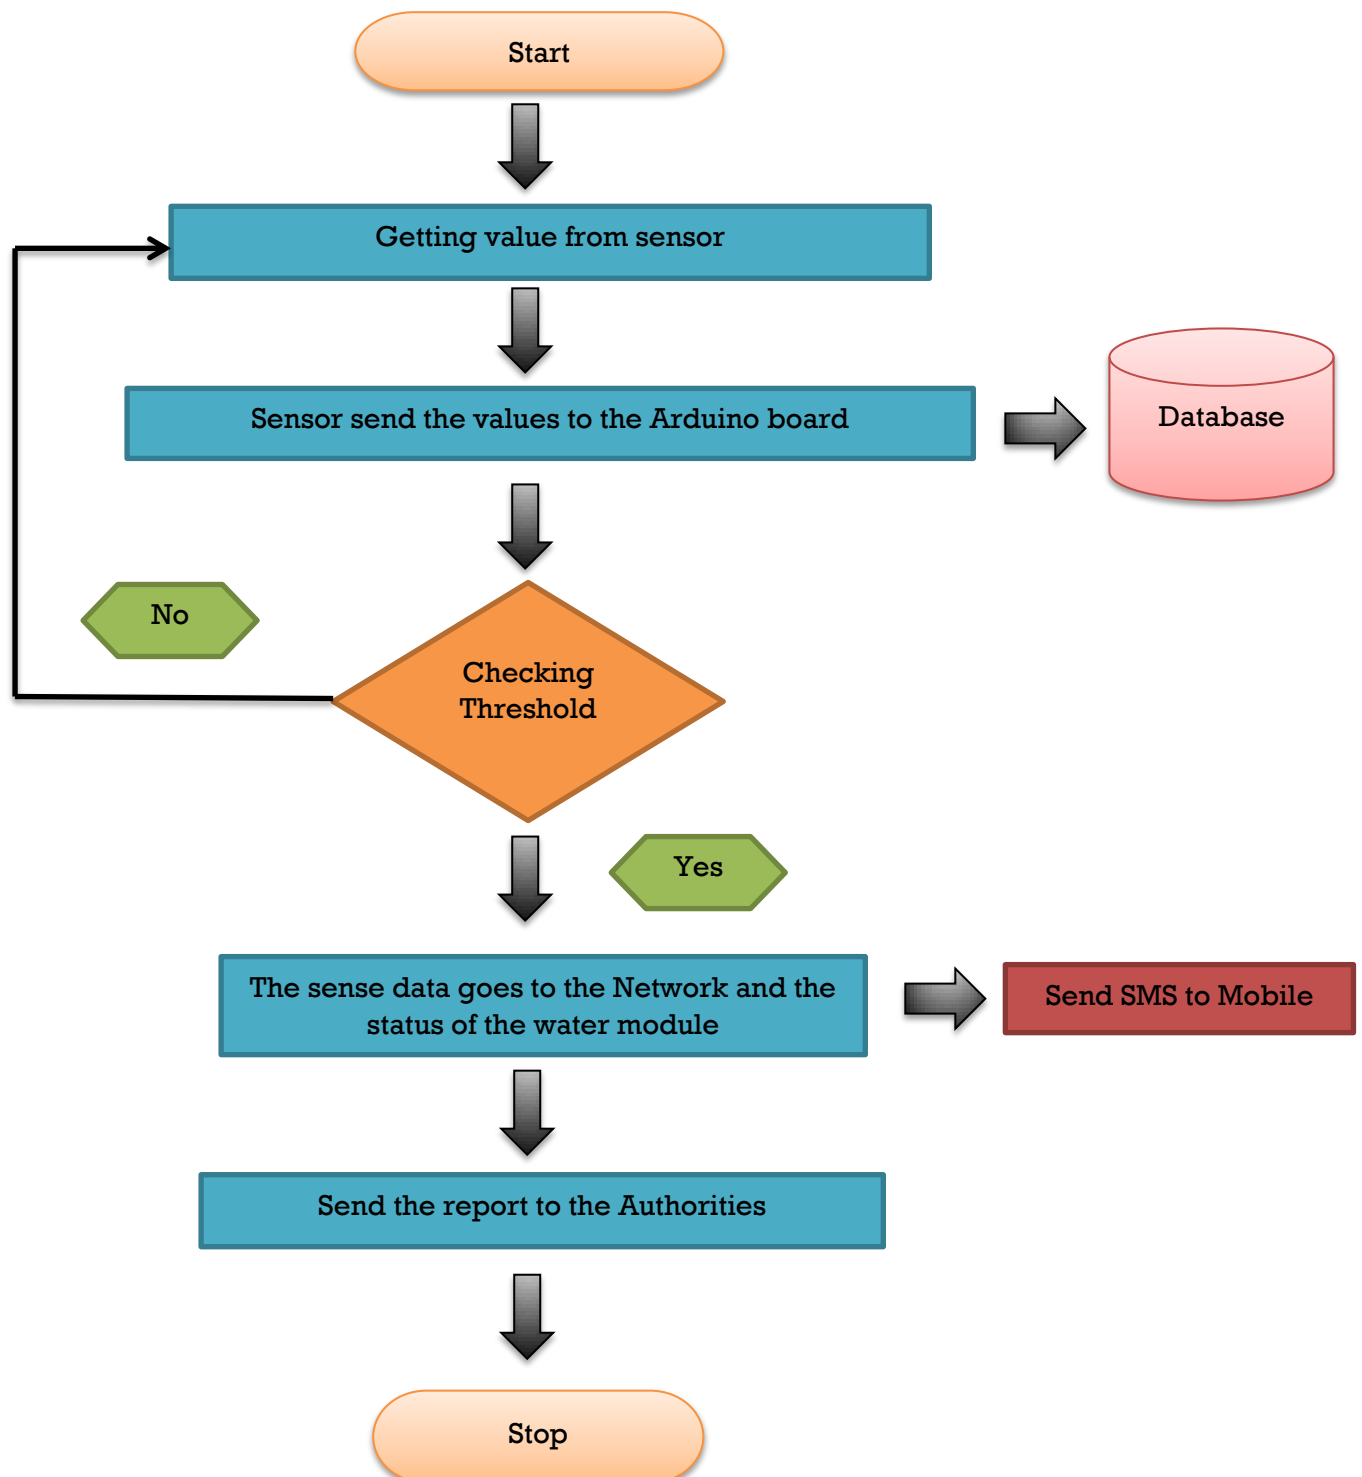 Start
Getting value from sensor
Sensor send the values to the Arduino board
Database
No
Checking
Threshold
Yes
The sense data goes to the Network and the
status of the water module
Send SMS to Mobile
Send the report to the Authorities
Stop